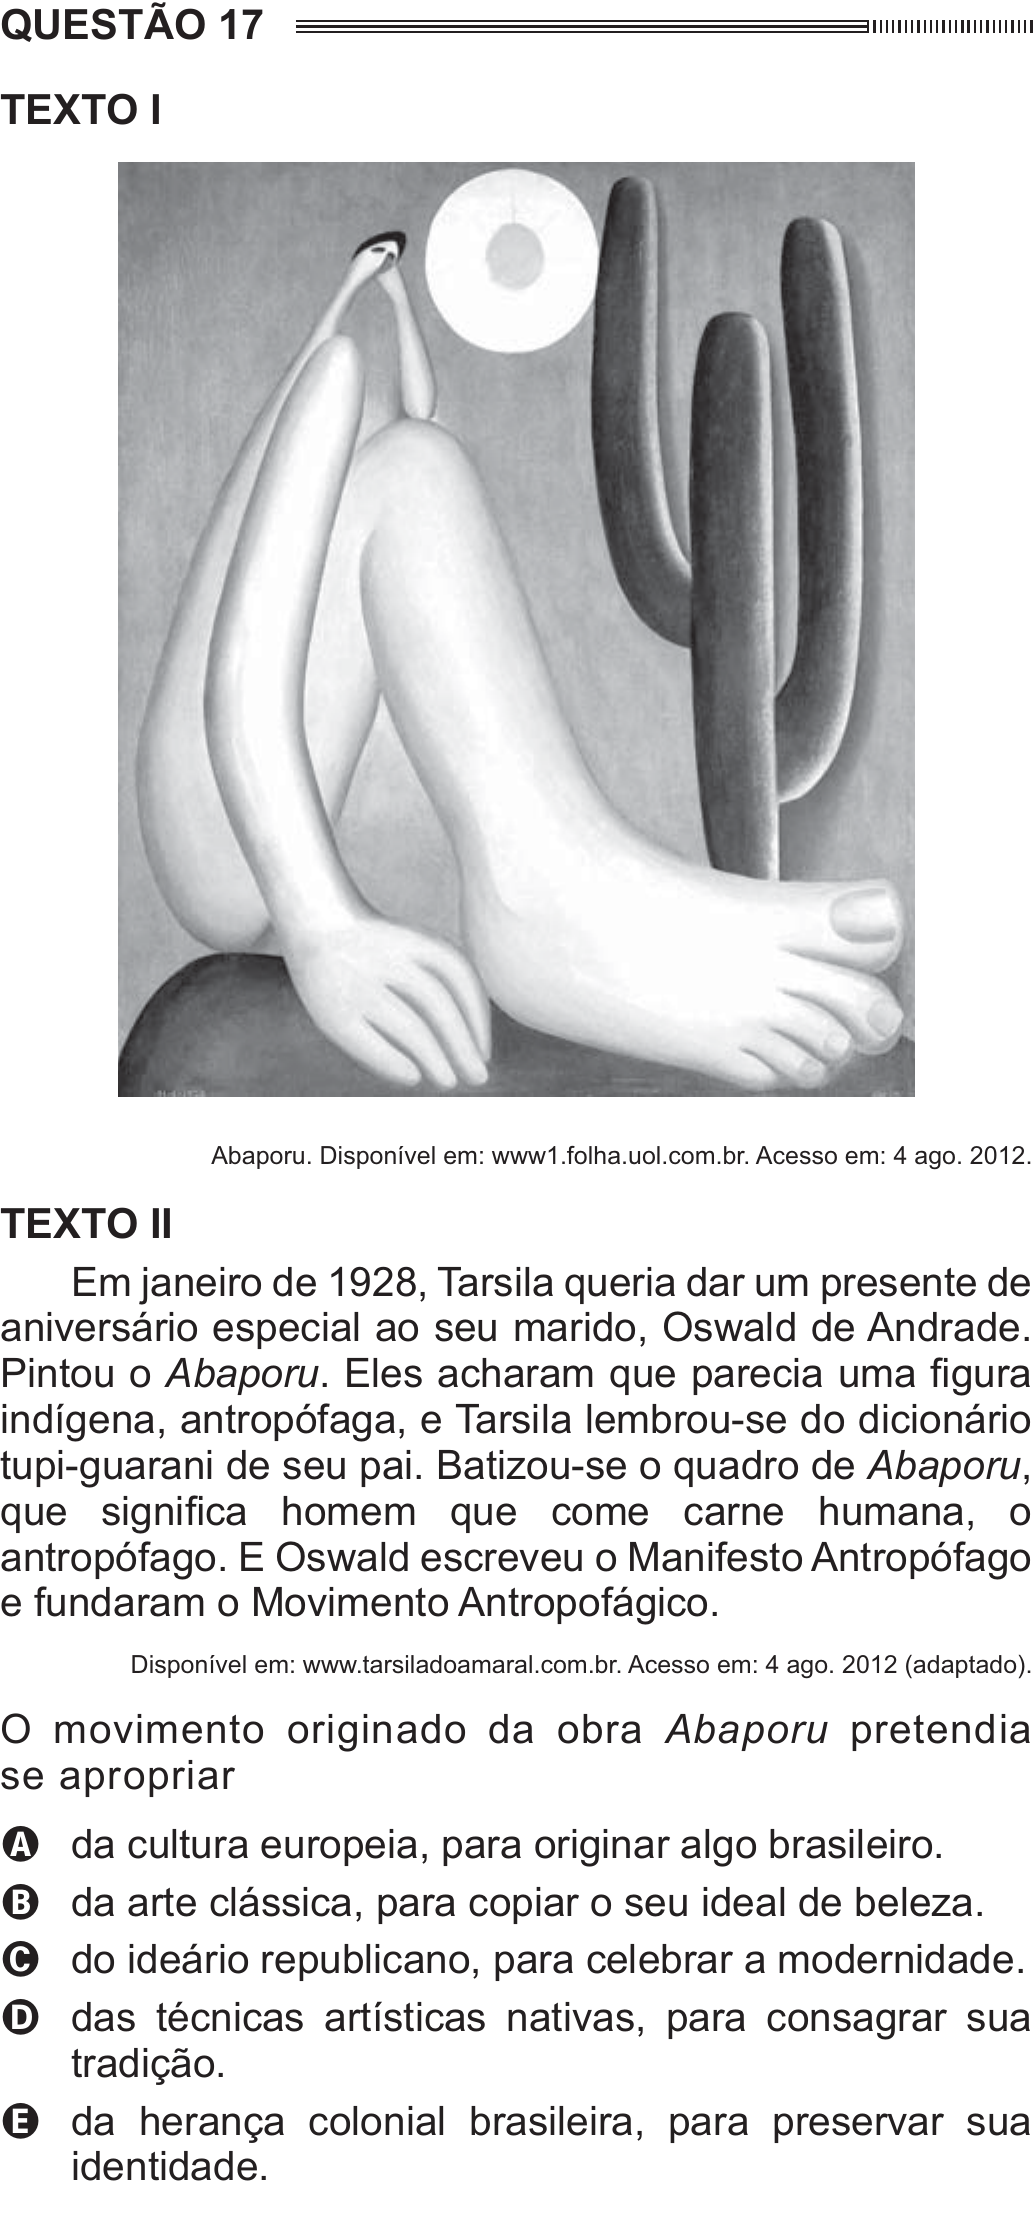 QUESTÃO 17
TEXTO I
Abaporu. Disponível em: www1.folha.uol.com.br. Acesso em: 4 ago. 2012.
TEXTO II
Em janeiro de 1928, Tarsila queria dar um presente de
aniversário especial ao seu marido, Oswald de Andrade.
Pintou o Abaporu. Eles acharam que parecia uma figura
indígena, antropófaga, e Tarsila lembrou-se do dicionário
tupi-guarani de seu pai. Batizou-se o quadro de Abaporu,
que significa homem que come carne humana, o
antropófago. E Oswald escreveu o Manifesto Antropófago
e fundaram o Movimento Antropofágico.
Disponível em: www.tarsiladoamaral.com.br. Acesso em: 4 ago. 2012 (adaptado).
O movimento originado da obra Abaporu pretendia
se apropriar
A da cultura europeia, para originar algo brasileiro.
B da arte clássica, para copiar o seu ideal de beleza.
C do ideário republicano, para celebrar a modernidade.
D das técnicas artísticas nativas, para consagrar sua
tradição.
E da herança colonial brasileira, para preservar sua
identidade.